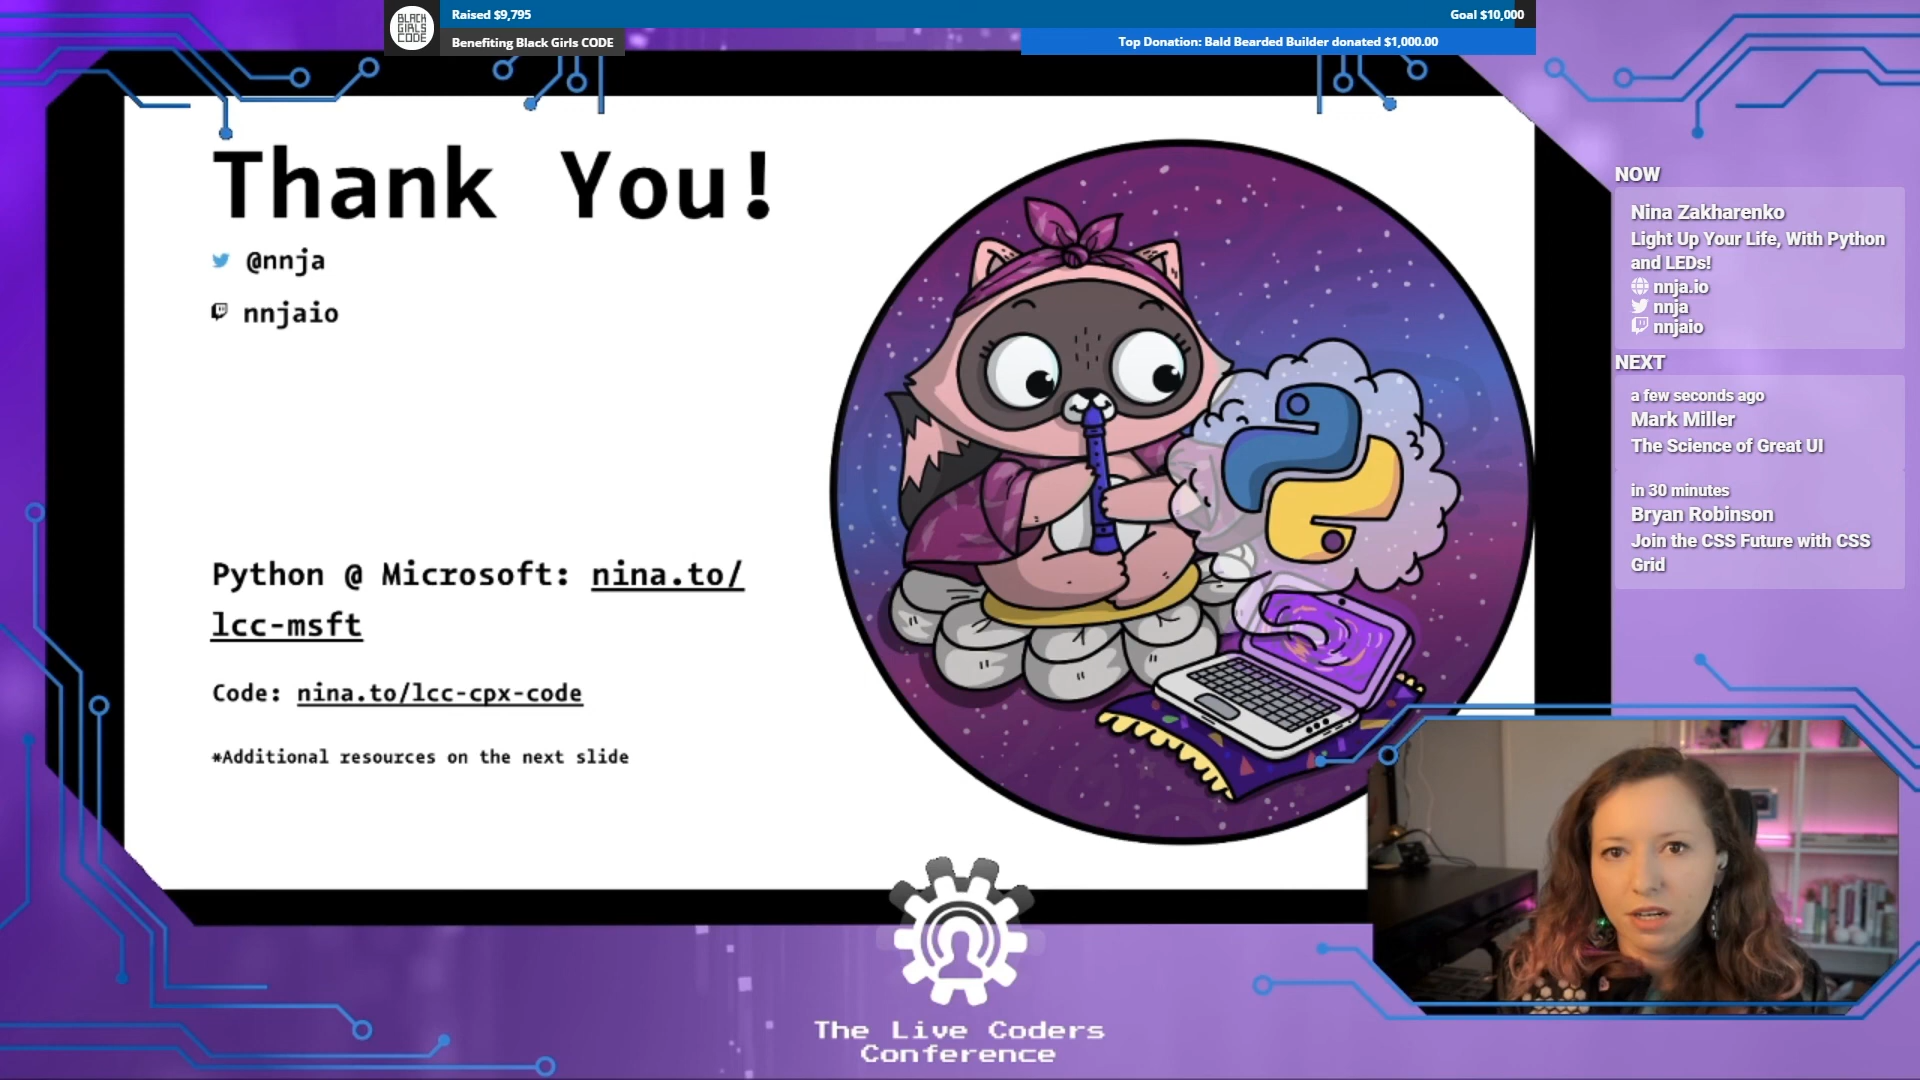 BLACK
GIRLS
CODE
Raised $9,795
Goal $10,000
Benefiting Black Girls CODE
Top Donation: Bald Bearded Builder donated $1,000.00
Thank You!
@nnja
nnjaio
Python @ Microsoft: nina.to/
lcc-msft
Code: nina.to/lcc-cpx-code
*Additional resources on the next slide
NOW
Nina Zakharenko
Light Up Your Life, With Python
and LEDs!
nnja.io
nnja
nnjaio
NEXT
a few seconds ago
Mark Miller
The Science of Great UI
in 30 minutes
Bryan Robinson
Join the CSS Future with CSS
Grid
The Live Coders
Conference